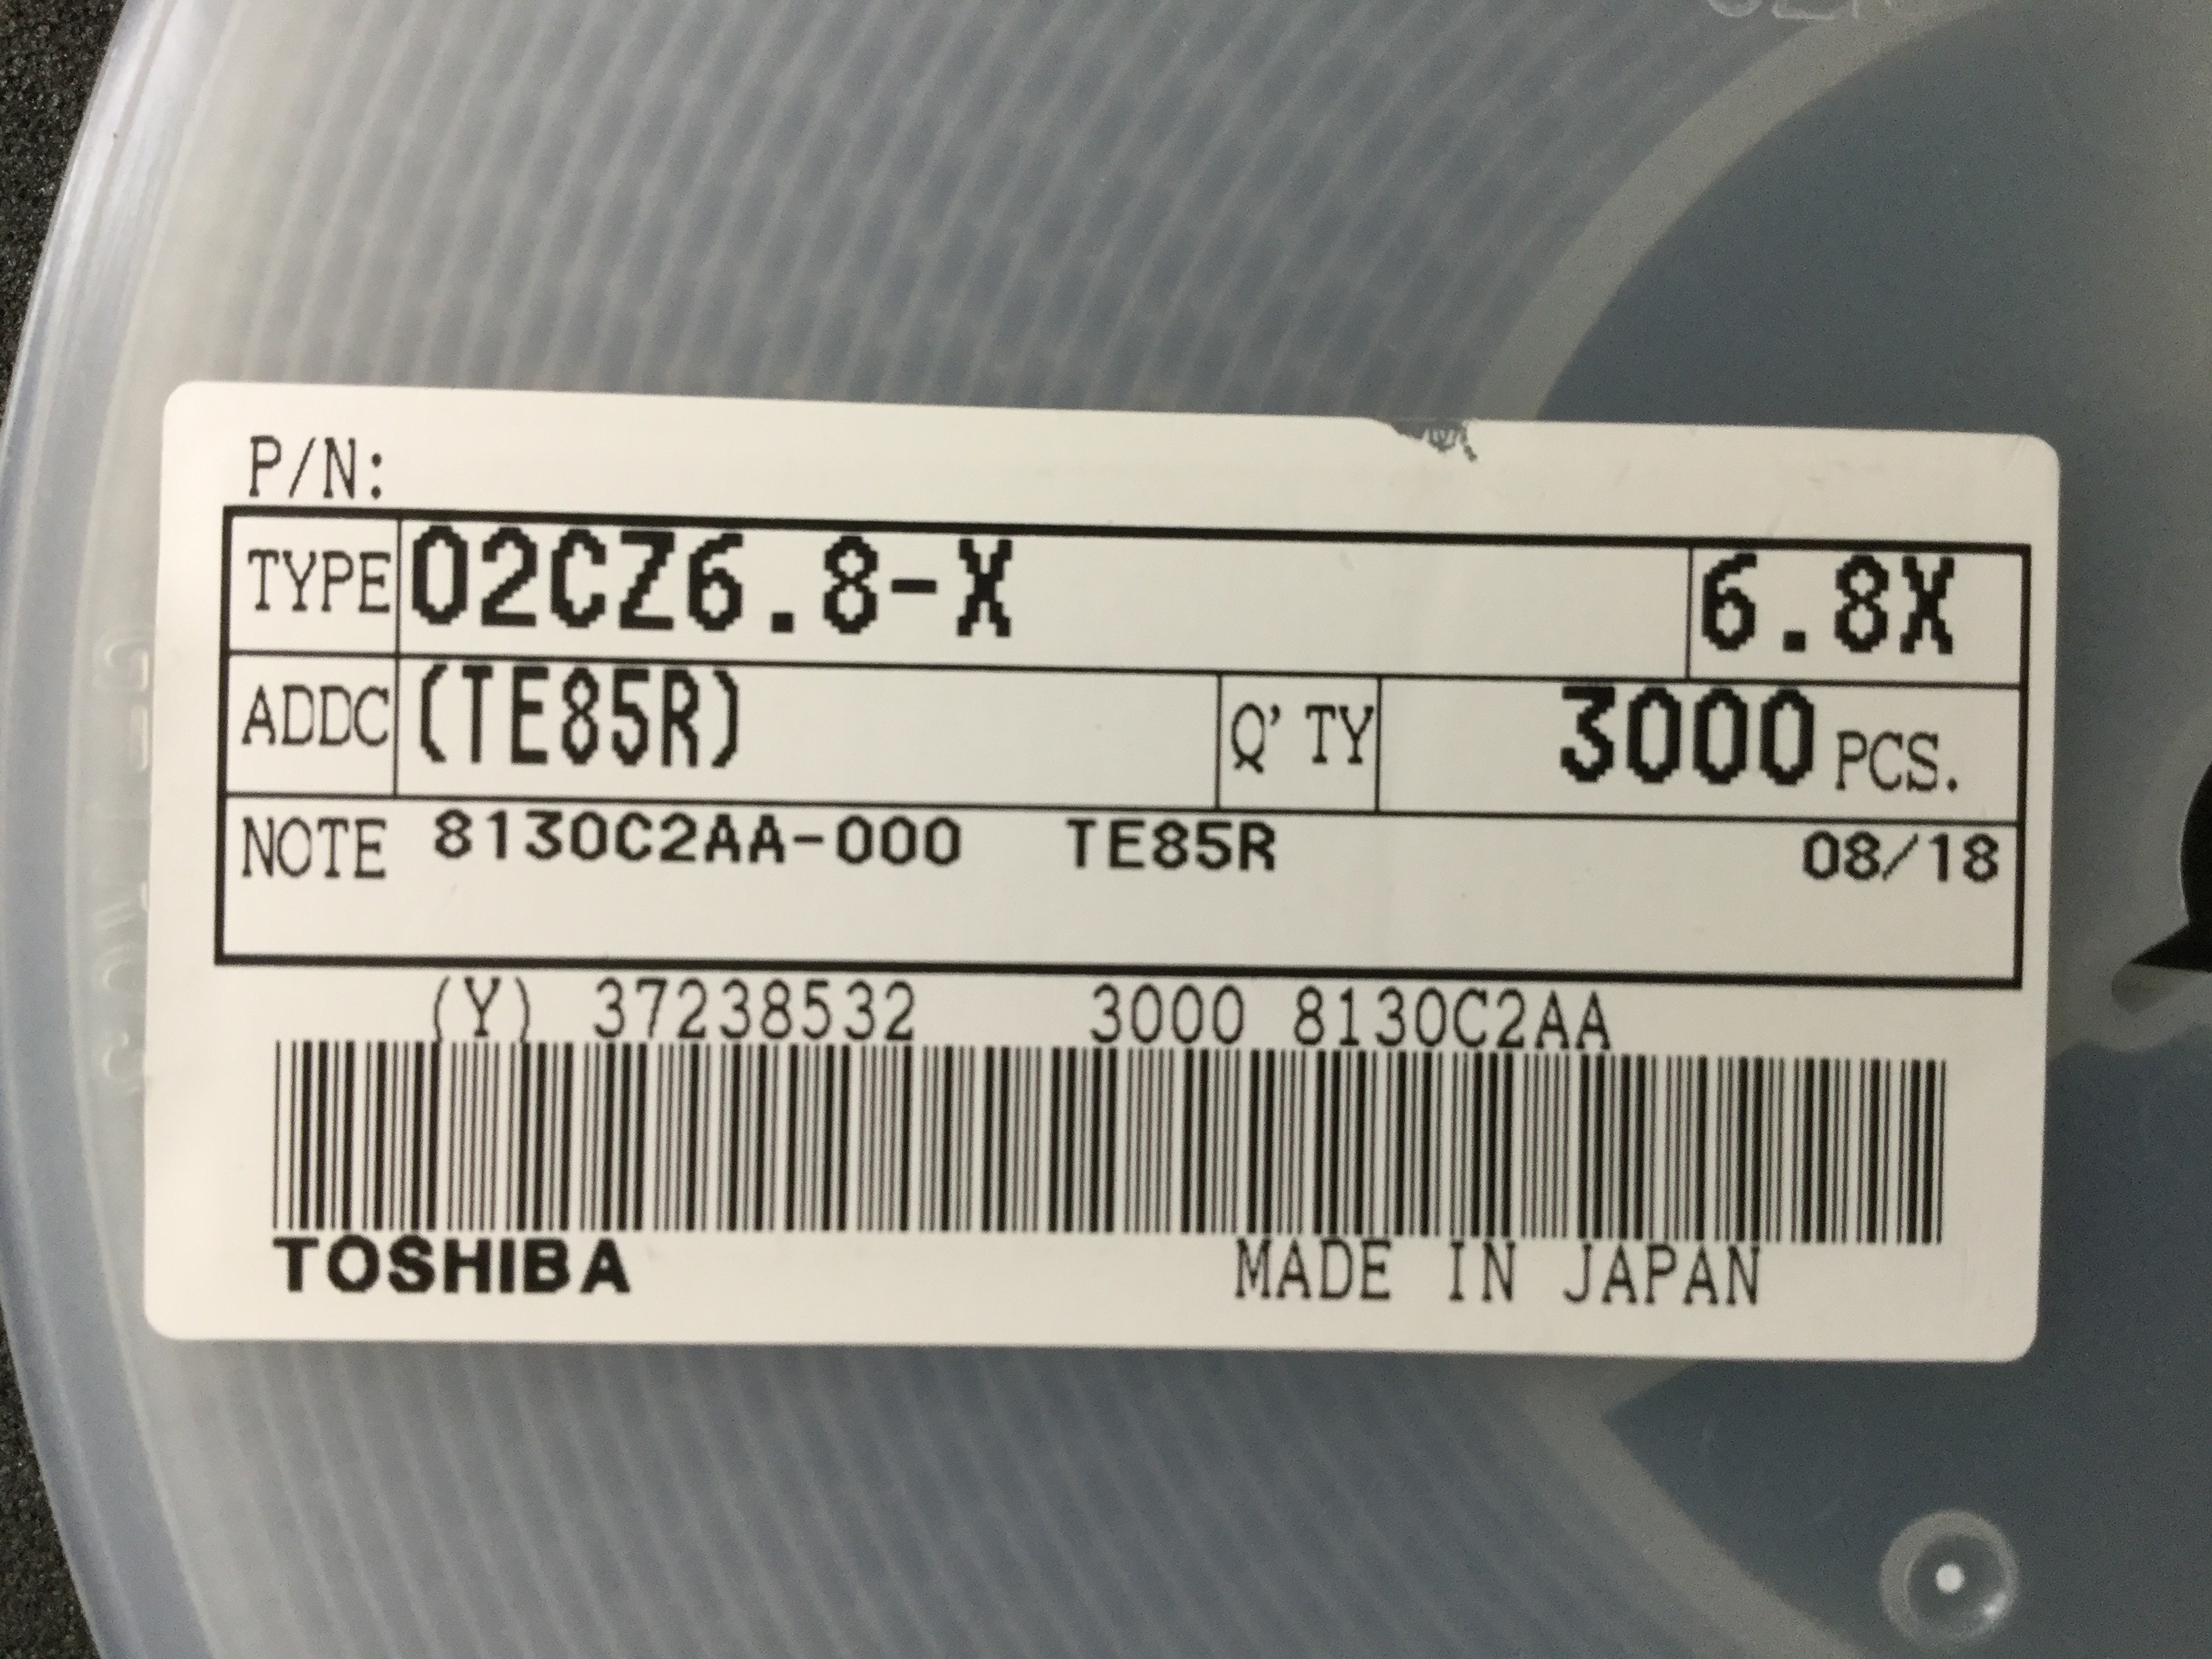 P/N:
TYPE 02CZ6.8-X 6.8X
ADDC (TE85R) Q'TY 3000 PCS.
NOTE 8130C2AA-000 TE85R 08/18
(Y) 37238532 3000 8130C2AA
TOSHIBA MADE IN JAPAN